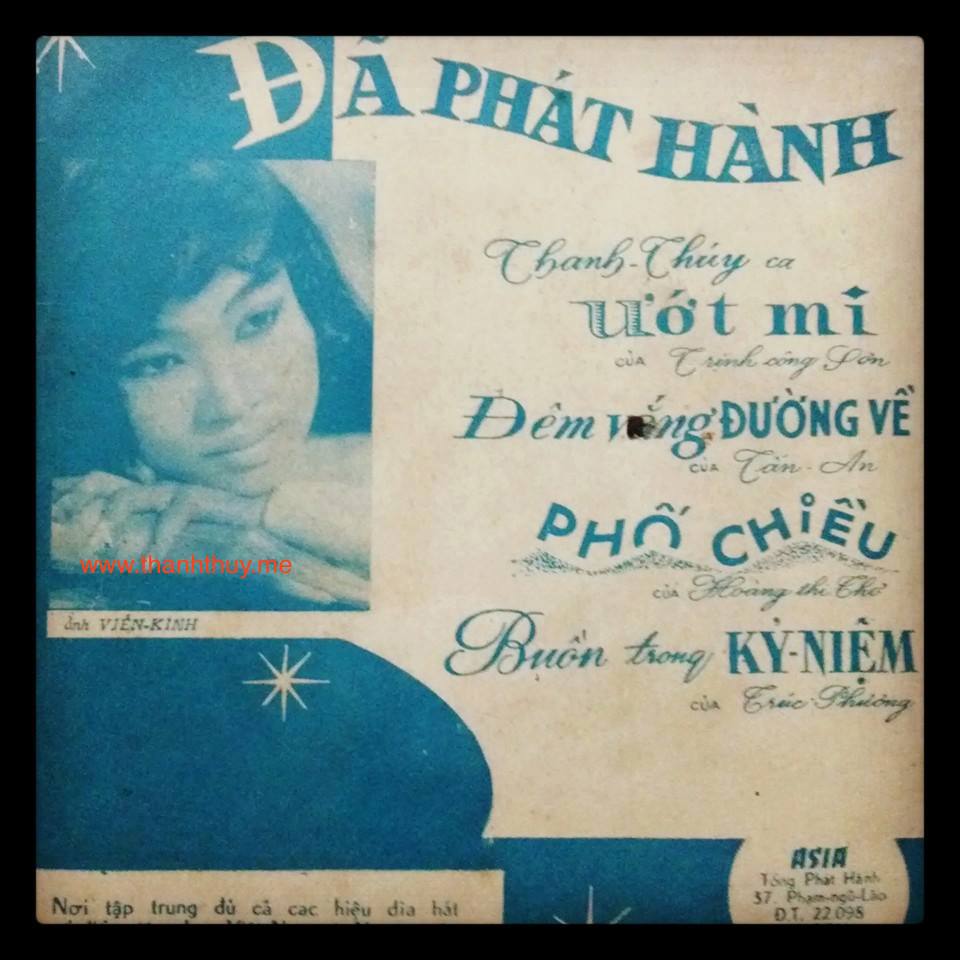 ĐÃ PHÁT HÀNH
Thanh-Thúy ca
ƯỚT mi
CỦA Trịnh công Sơn
Đêm vắng ĐƯỜNG VỀ
CỦA Tấn-An
PHỐ CHIỀU
CỦA Hoàng thi Thơ
Buồn trong KỶ-NIỆM
CỦA Trúc-Phương
www.thanhthuy.me
ảnh VIỄN-KÍNH
ASIA
Tổng Phát Hành
37. Phạm-ngũ-Lão
Đ.T. 22.098
Nơi tập trung đủ cả các hiệu dĩa hát